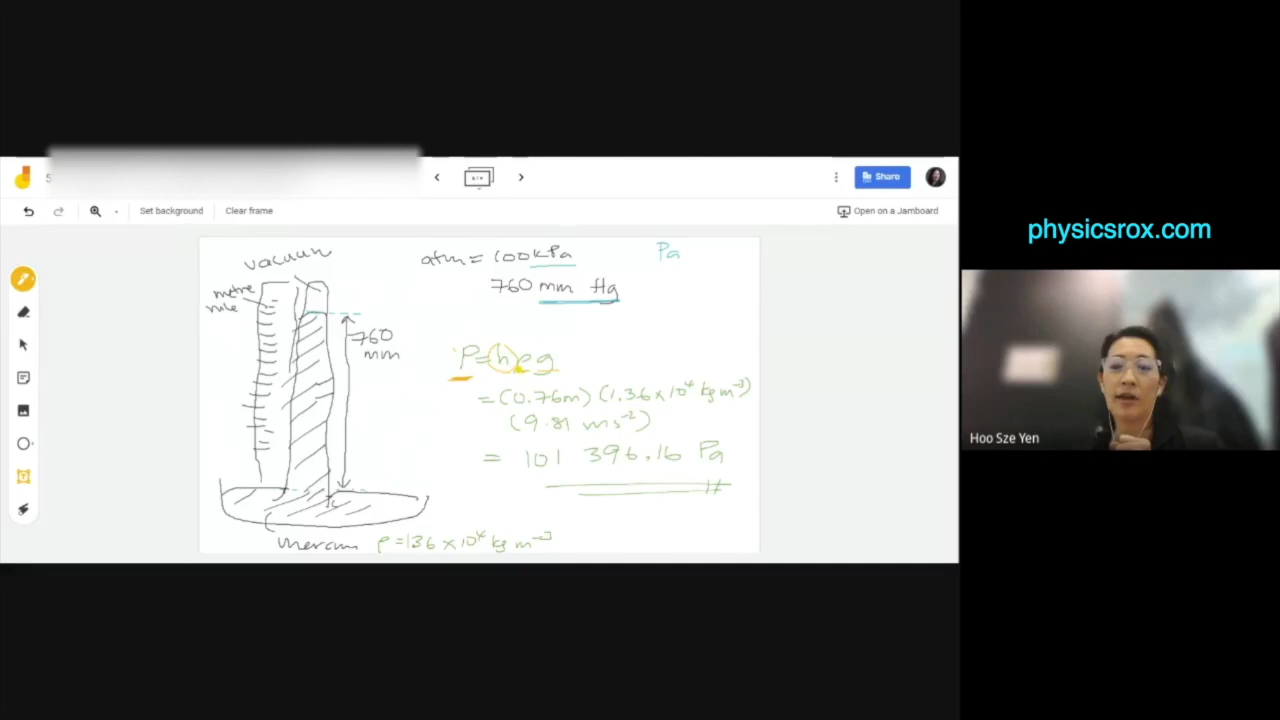 5
Share
Set background
Clear frame
Open on a Jamboard
vacuum
metre
rule
760
mm
mercury
atm = 100kPa
Pa
760 mm Hg
P=hρg
= (0.76m) (1.36 × 10⁴ kg m⁻³)
(9.81 ms⁻²)
= 101 396.16 Pa
ρ = 1.36 × 10⁴ kg m⁻³
physicsrox.com
Hoo Sze Yen